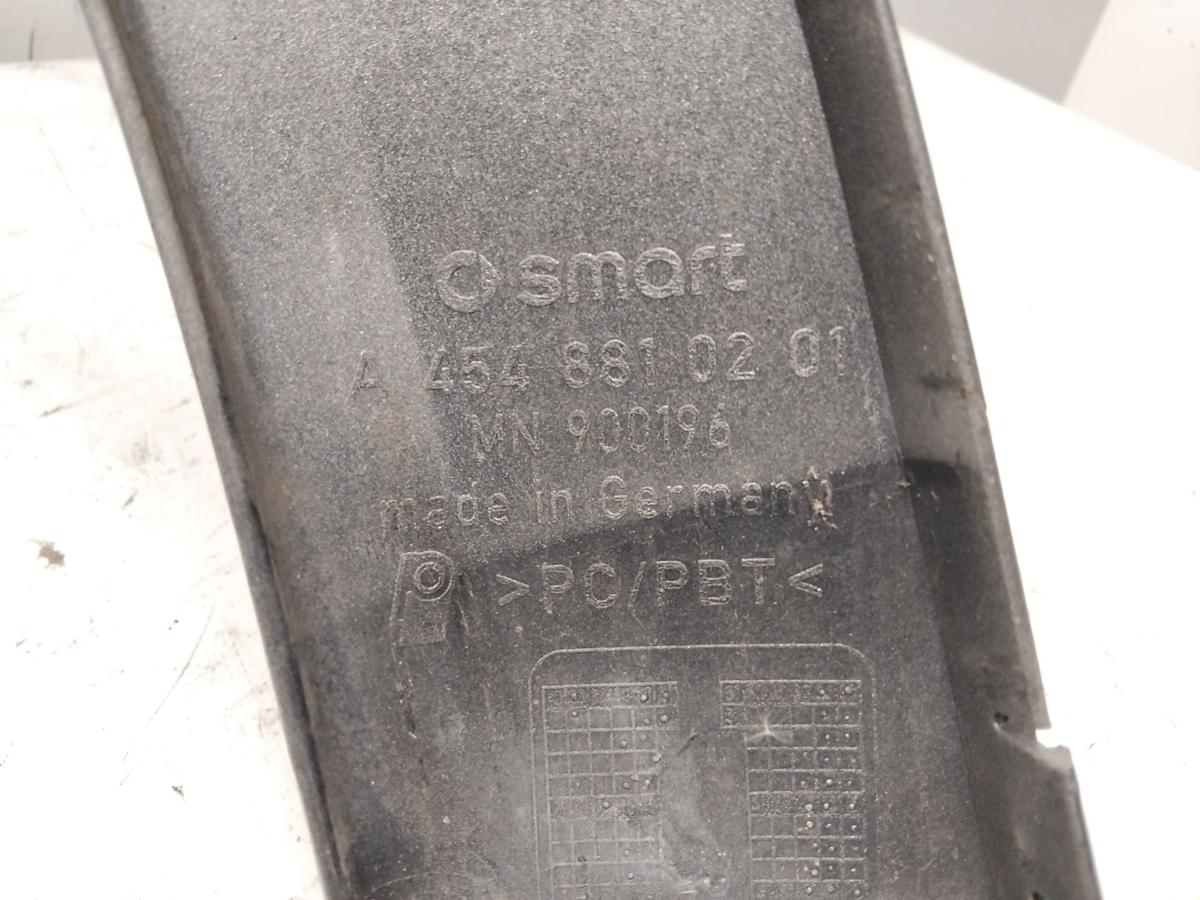 smart
A 454 881 02 01
MN 900196
made in Germany
>PC/PBT<